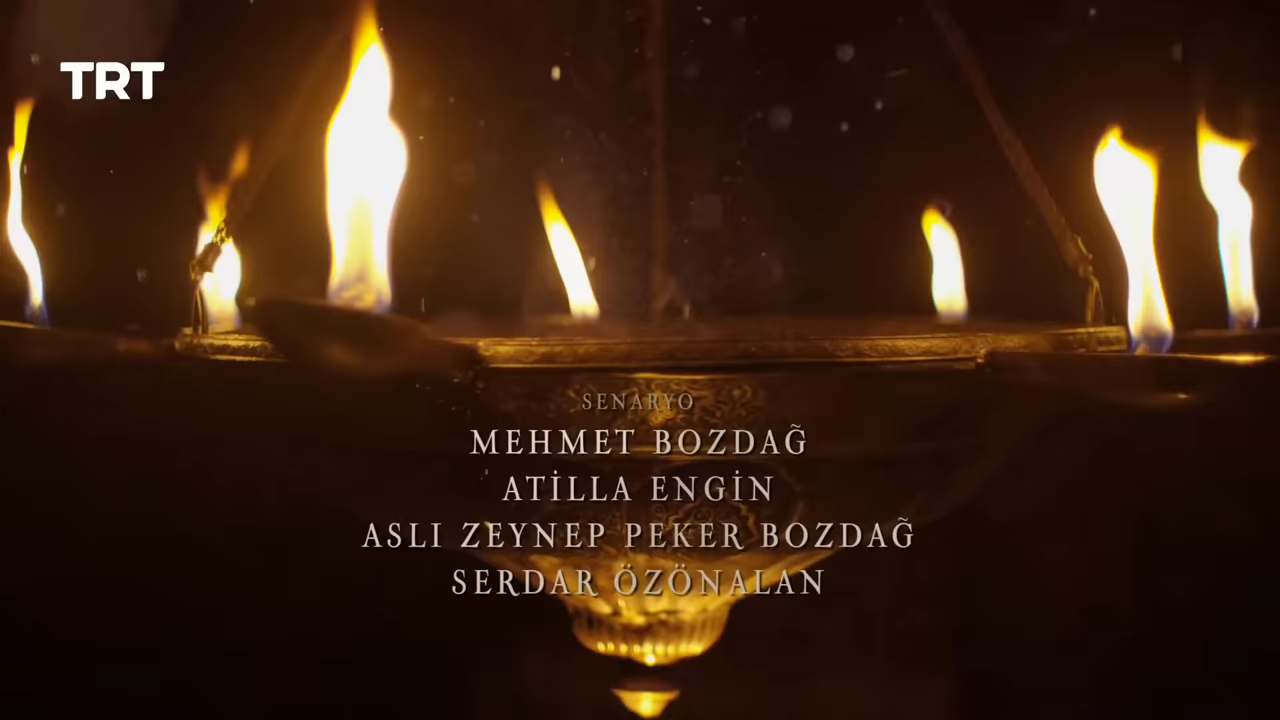 TRT
SENARYO
MEHMET BOZDAĞ
ATİLLA ENGİN
ASLI ZEYNEP PEKER BOZDAĞ
SERDAR ÖZÖNALAN